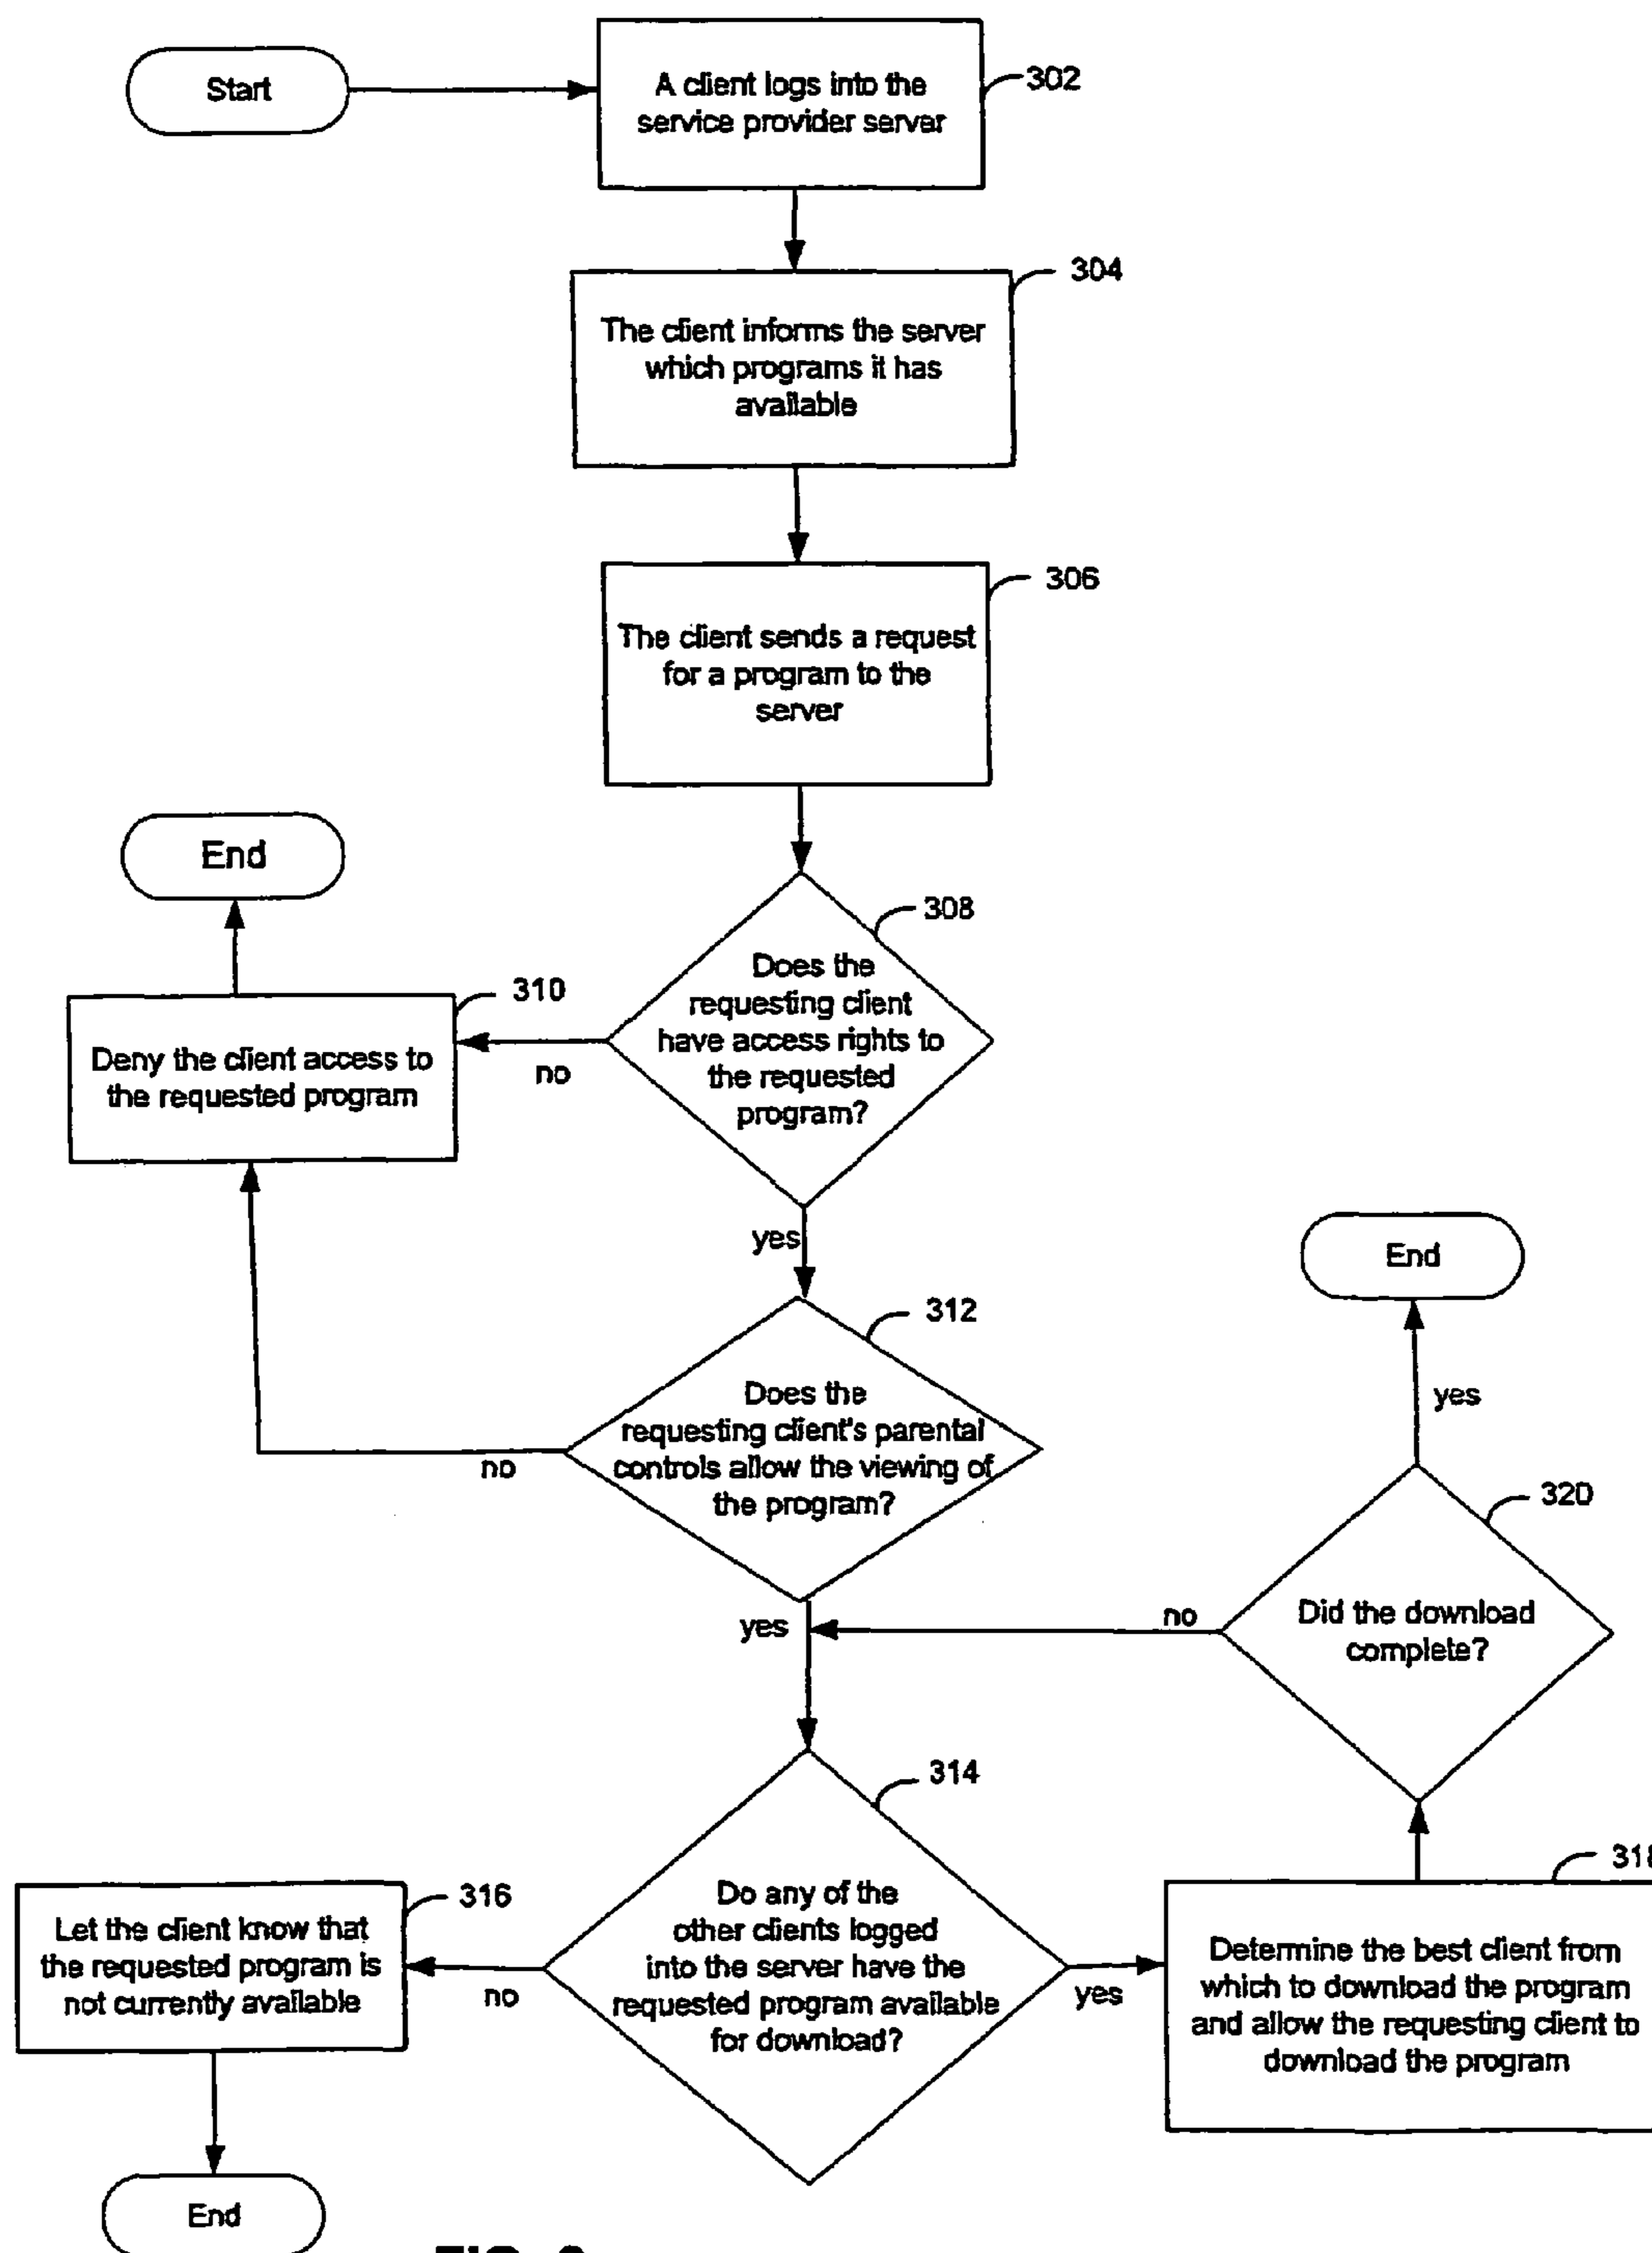 Start
A client logs into the
service provider server
302
304
The client informs the server
which programs it has
available
306
The client sends a request
for a program to the
server
End
308
Does the
requesting client
have access rights to
the requested
program?
310
Deny the client access to
the requested program
no
yes
End
312
Does the
requesting client's parental
controls allow the viewing of
the program?
no
yes
yes
320
Did the download
complete?
no
314
Do any of the
other clients logged
into the server have the
requested program available
for download?
316
Let the client know that
the requested program is
not currently available
no
yes
318
Determine the best client from
which to download the program
and allow the requesting client to
download the program
End